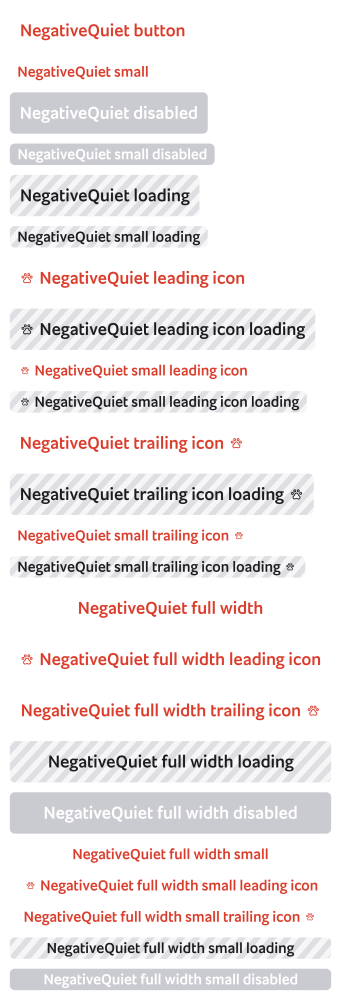 NegativeQuiet button
NegativeQuiet small
NegativeQuiet disabled
NegativeQuiet small disabled
NegativeQuiet loading
NegativeQuiet small loading
NegativeQuiet leading icon
NegativeQuiet leading icon loading
NegativeQuiet small leading icon
NegativeQuiet small leading icon loading
NegativeQuiet trailing icon
NegativeQuiet trailing icon loading
NegativeQuiet small trailing icon
NegativeQuiet small trailing icon loading
NegativeQuiet full width
NegativeQuiet full width leading icon
NegativeQuiet full width trailing icon
NegativeQuiet full width loading
NegativeQuiet full width disabled
NegativeQuiet full width small
NegativeQuiet full width small leading icon
NegativeQuiet full width small trailing icon
NegativeQuiet full width small loading
NegativeQuiet full width small disabled